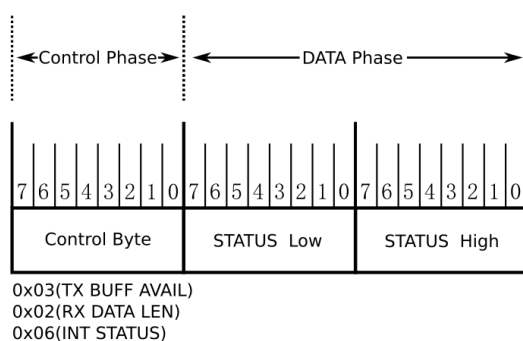 Control Phase DATA Phase
7 6 5 4 3 2 1 0 7 6 5 4 3 2 1 0 7 6 5 4 3 2 1 0
Control Byte STATUS Low STATUS High
0x03(TX BUFF AVAIL)
0x02(RX DATA LEN)
0x06(INT STATUS)